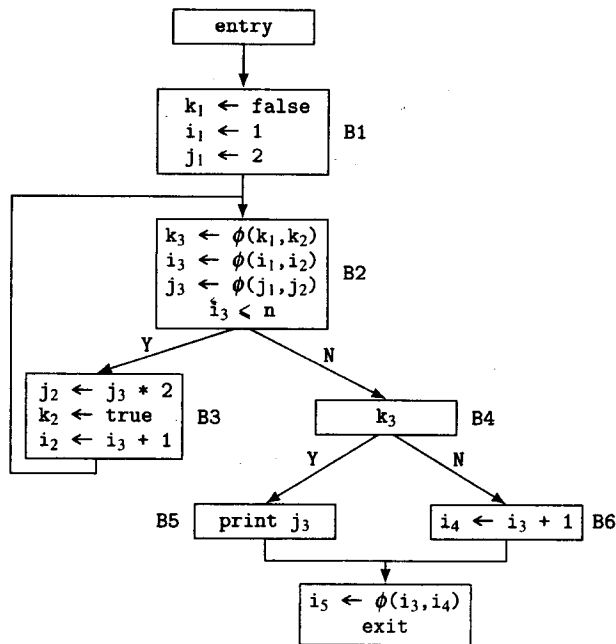 entry
k₁ ← false
i₁ ← 1
j₁ ← 2
B1
k₃ ← ϕ(k₁,k₂)
i₃ ← ϕ(i₁,i₂)
j₃ ← ϕ(j₁,j₂)
i₃ ⩽ n
B2
Y
N
j₂ ← j₃ * 2
k₂ ← true
i₂ ← i₃ + 1
B3
k₃
B4
Y
N
B5
print j₃
i₄ ← i₃ + 1
B6
i₅ ← ϕ(i₃,i₄)
exit